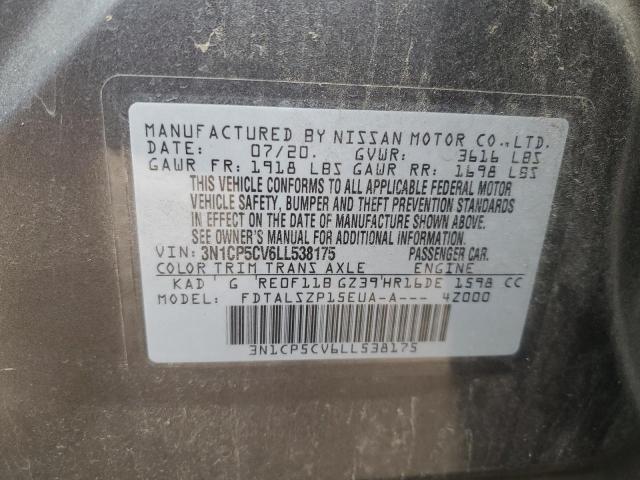 MANUFACTURED BY NISSAN MOTOR CO.,LTD.
DATE: 07/20. GVWR: 3616 LBS
GAWR FR: 1918 LBS GAWR RR: 1698 LBS
THIS VEHICLE CONFORMS TO ALL APPLICABLE FEDERAL MOTOR
VEHICLE SAFETY, BUMPER AND THEFT PREVENTION STANDARDS
IN EFFECT ON THE DATE OF MANUFACTURE SHOWN ABOVE.
SEE OWNER'S MANUAL FOR ADDITIONAL INFORMATION.
VIN: 3N1CP5CV6LL538175 PASSENGER CAR.
COLOR TRIM TRANS AXLE ENGINE
KAD G RE0F11B GZ39'HR16DE 1598 CC
MODEL: FDTALSZP15EUA-A--- 4Z000
3N1CP5CV6LL538175